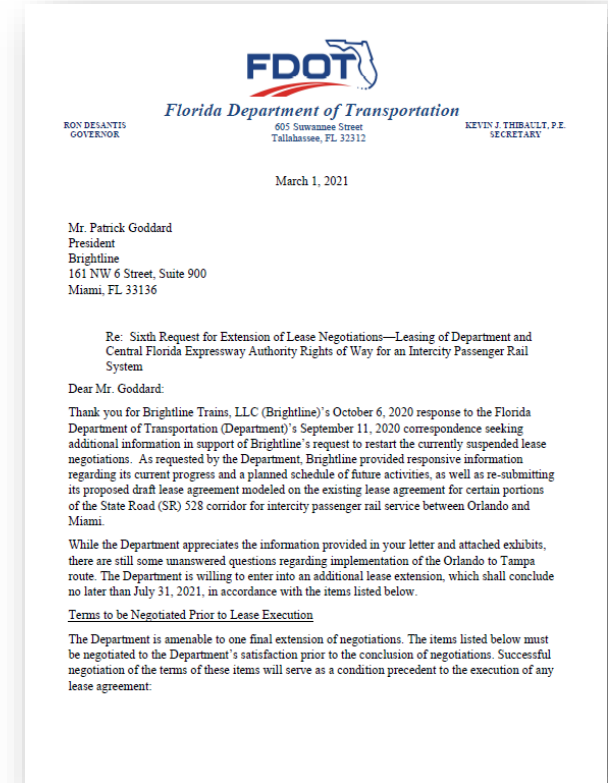 FDOT
Florida Department of Transportation
RON DESANTIS
GOVERNOR
605 Suwannee Street
Tallahassee, FL 32312
KEVIN J. THIBAULT, P.E.
SECRETARY
March 1, 2021
Mr. Patrick Goddard
President
Brightline
161 NW 6 Street, Suite 900
Miami, FL 33136
Re: Sixth Request for Extension of Lease Negotiations—Leasing of Department and
Central Florida Expressway Authority Rights of Way for an Intercity Passenger Rail
System
Dear Mr. Goddard:
Thank you for Brightline Trains, LLC (Brightline)'s October 6, 2020 response to the Florida
Department of Transportation (Department)'s September 11, 2020 correspondence seeking
additional information in support of Brightline's request to restart the currently suspended lease
negotiations. As requested by the Department, Brightline provided responsive information
regarding its current progress and a planned schedule of future activities, as well as re-submitting
its proposed draft lease agreement modeled on the existing lease agreement for certain portions
of the State Road (SR) 528 corridor for intercity passenger rail service between Orlando and
Miami.
While the Department appreciates the information provided in your letter and attached exhibits,
there are still some unanswered questions regarding implementation of the Orlando to Tampa
route. The Department is willing to enter into an additional lease extension, which shall conclude
no later than July 31, 2021, in accordance with the items listed below.
Terms to be Negotiated Prior to Lease Execution
The Department is amenable to one final extension of negotiations. The items listed below must
be negotiated to the Department's satisfaction prior to the conclusion of negotiations. Successful
negotiation of the terms of these items will serve as a condition precedent to the execution of any
lease agreement: